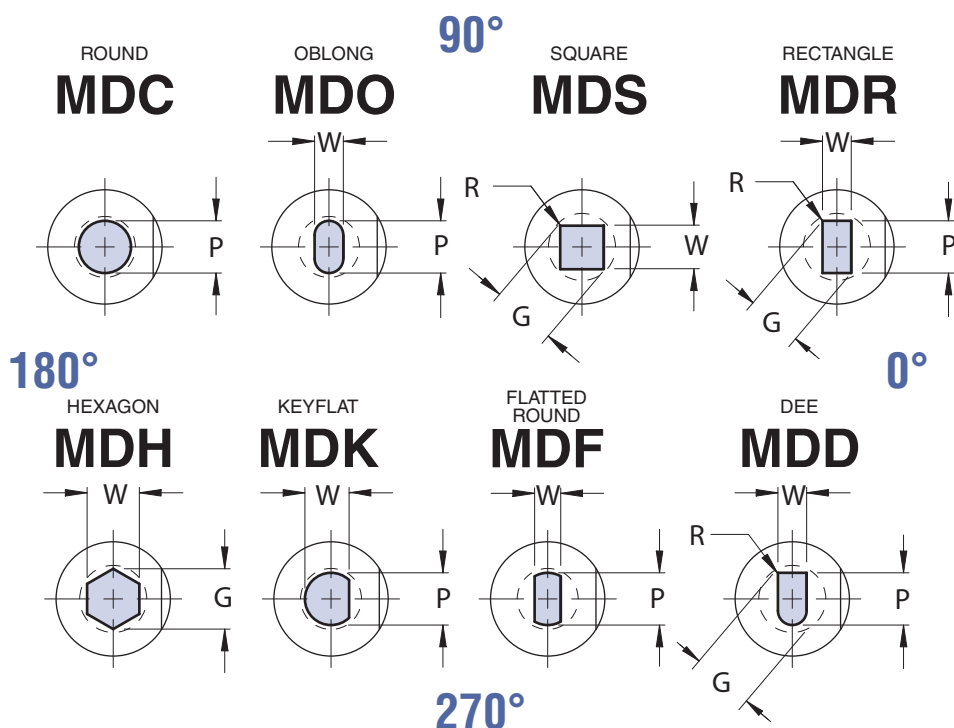 90°
ROUND
MDC
P
OBLONG
MDO
W
P
SQUARE
MDS
R
W
G
RECTANGLE
MDR
W
R
P
G
180°
0°
HEXAGON
MDH
W
G
KEYFLAT
MDK
W
P
FLATTED
ROUND
MDF
W
P
DEE
MDD
W
R
P
G
270°